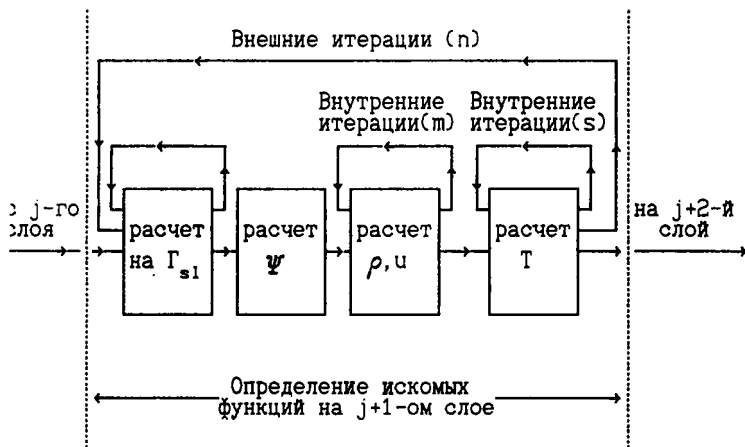 Внешние итерации (n)
Внутренние
итерации(m)
Внутренние
итерации(s)
с j-го
слоя
расчет
на Γsl
расчет
Ψ
расчет
ρ,u
расчет
T
на j+2-й
слой
Определение искомых
функций на j+1-ом слое